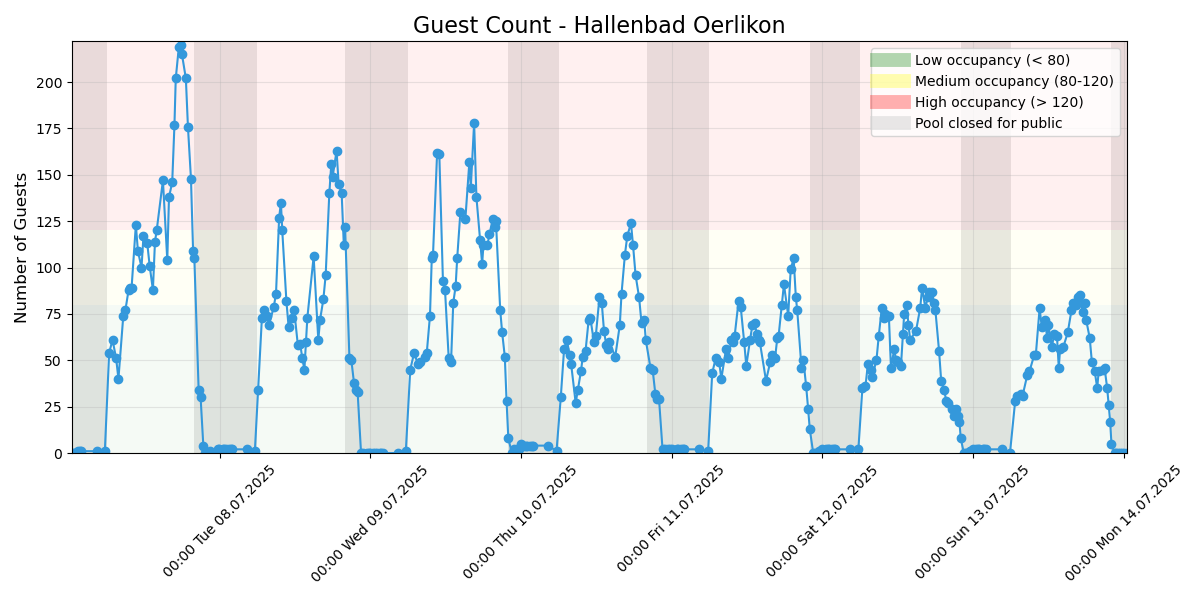 Guest Count - Hallenbad Oerlikon
Number of Guests
200
175
150
125
100
75
50
25
0
Low occupancy (< 80)
Medium occupancy (80-120)
High occupancy (> 120)
Pool closed for public
00:00 Tue 08.07.2025
00:00 Wed 09.07.2025
00:00 Thu 10.07.2025
00:00 Fri 11.07.2025
00:00 Sat 12.07.2025
00:00 Sun 13.07.2025
00:00 Mon 14.07.2025